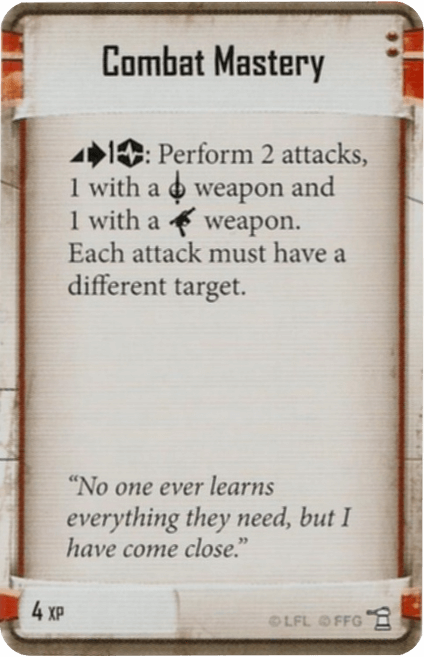 Combat Mastery
: Perform 2 attacks,
1 with a weapon and
1 with a weapon.
Each attack must have a
different target.
“No one ever learns
everything they need, but I
have come close.”
4 XP
©LFL ©FFG